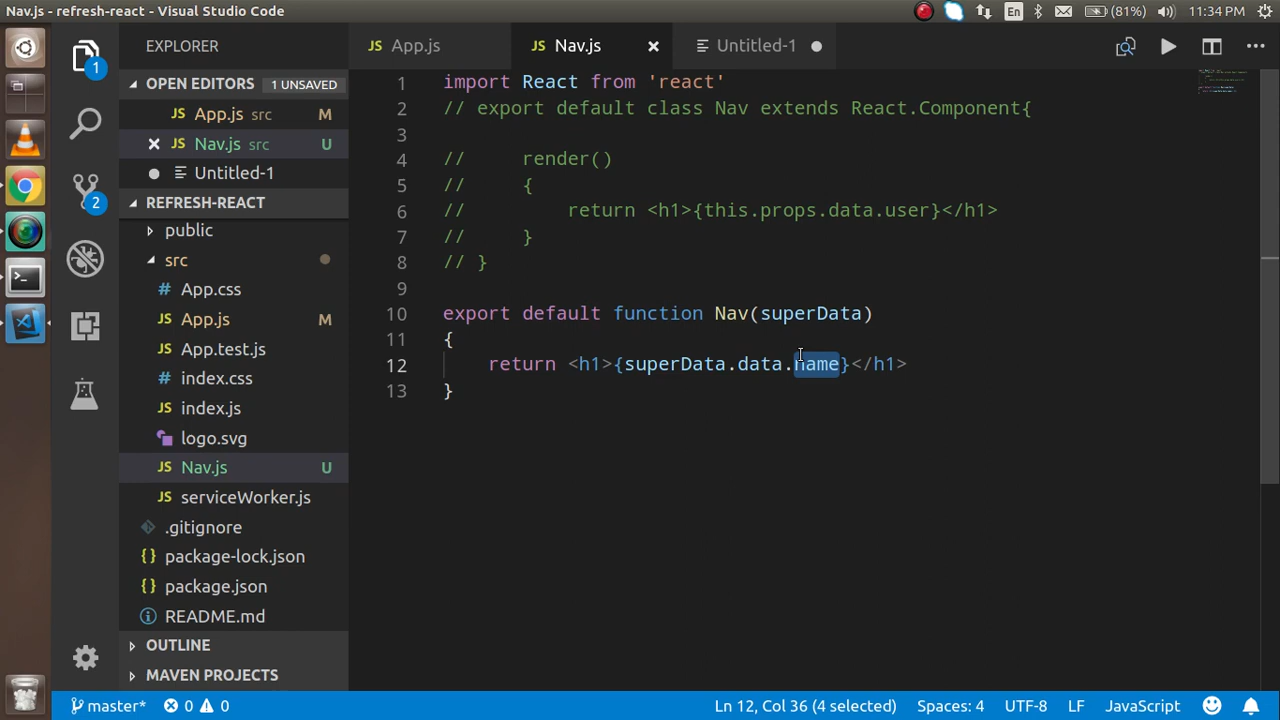 Nav.js - refresh-react - Visual Studio Code
En
(81%)
11:34 PM
EXPLORER
OPEN EDITORS
1 UNSAVED
App.js src M
Nav.js src U
Untitled-1
REFRESH-REACT
public
src
# App.css
JS App.js M
JS App.test.js
# index.css
JS index.js
logo.svg
JS Nav.js U
JS serviceWorker.js
.gitignore
{ } package-lock.json
{ } package.json
README.md
OUTLINE
MAVEN PROJECTS
1
2
JS App.js
JS Nav.js
Untitled-1
1 import React from 'react'
2 // export default class Nav extends React.Component{
3
4 //     render()
5 //     {
6 //         return <h1>{this.props.data.user}</h1>
7 //     }
8 // }
9
10 export default function Nav(superData)
11 {
12     return <h1>{superData.data.name}</h1>
13 }
master*
0
0
Ln 12, Col 36 (4 selected)
Spaces: 4
UTF-8
LF
JavaScript